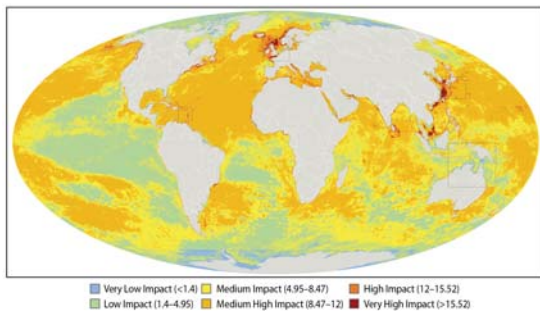 Very Low Impact (<1.4) Medium Impact (4.95–8.47) High Impact (12–15.52)
Low Impact (1.4–4.95) Medium High Impact (8.47–12) Very High Impact (>15.52)